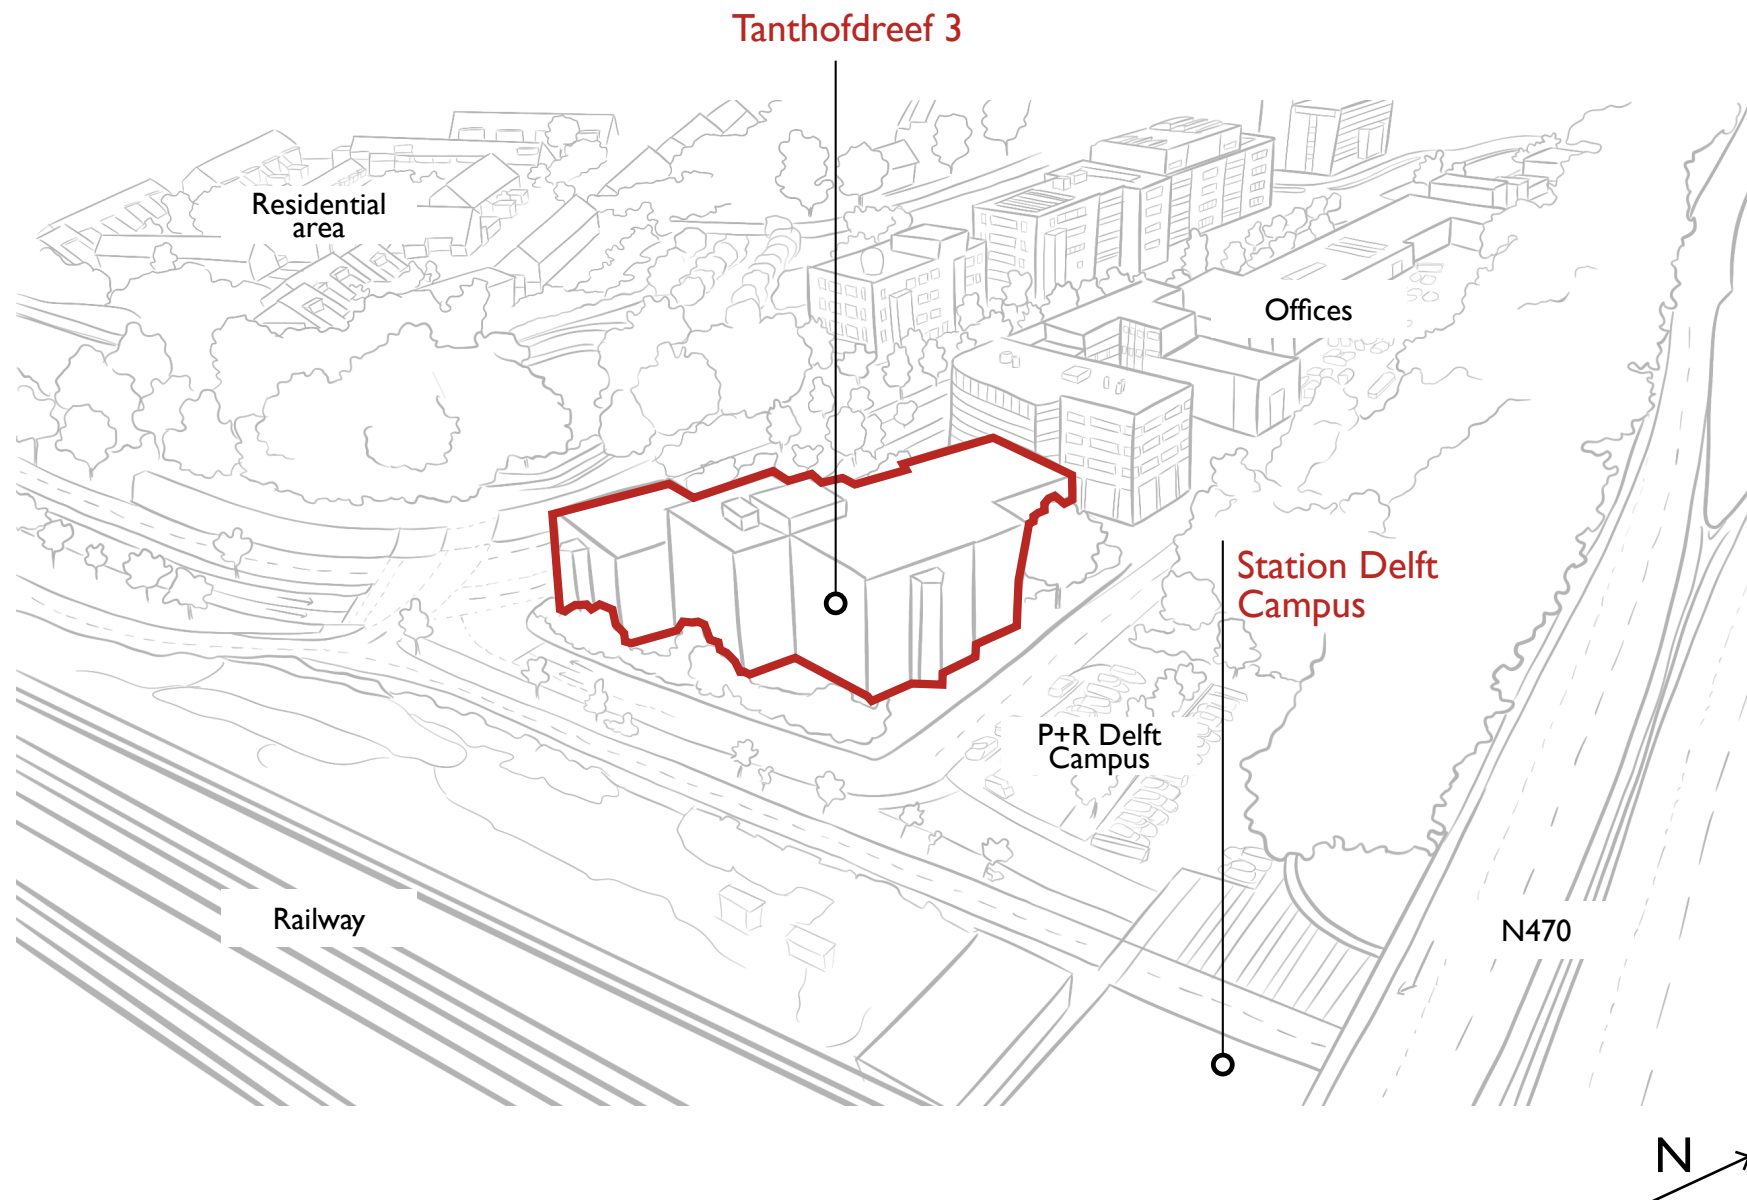 Tanthofdreef 3
Residential
area
Offices
Station Delft
Campus
P+R Delft
Campus
Railway
N470
N